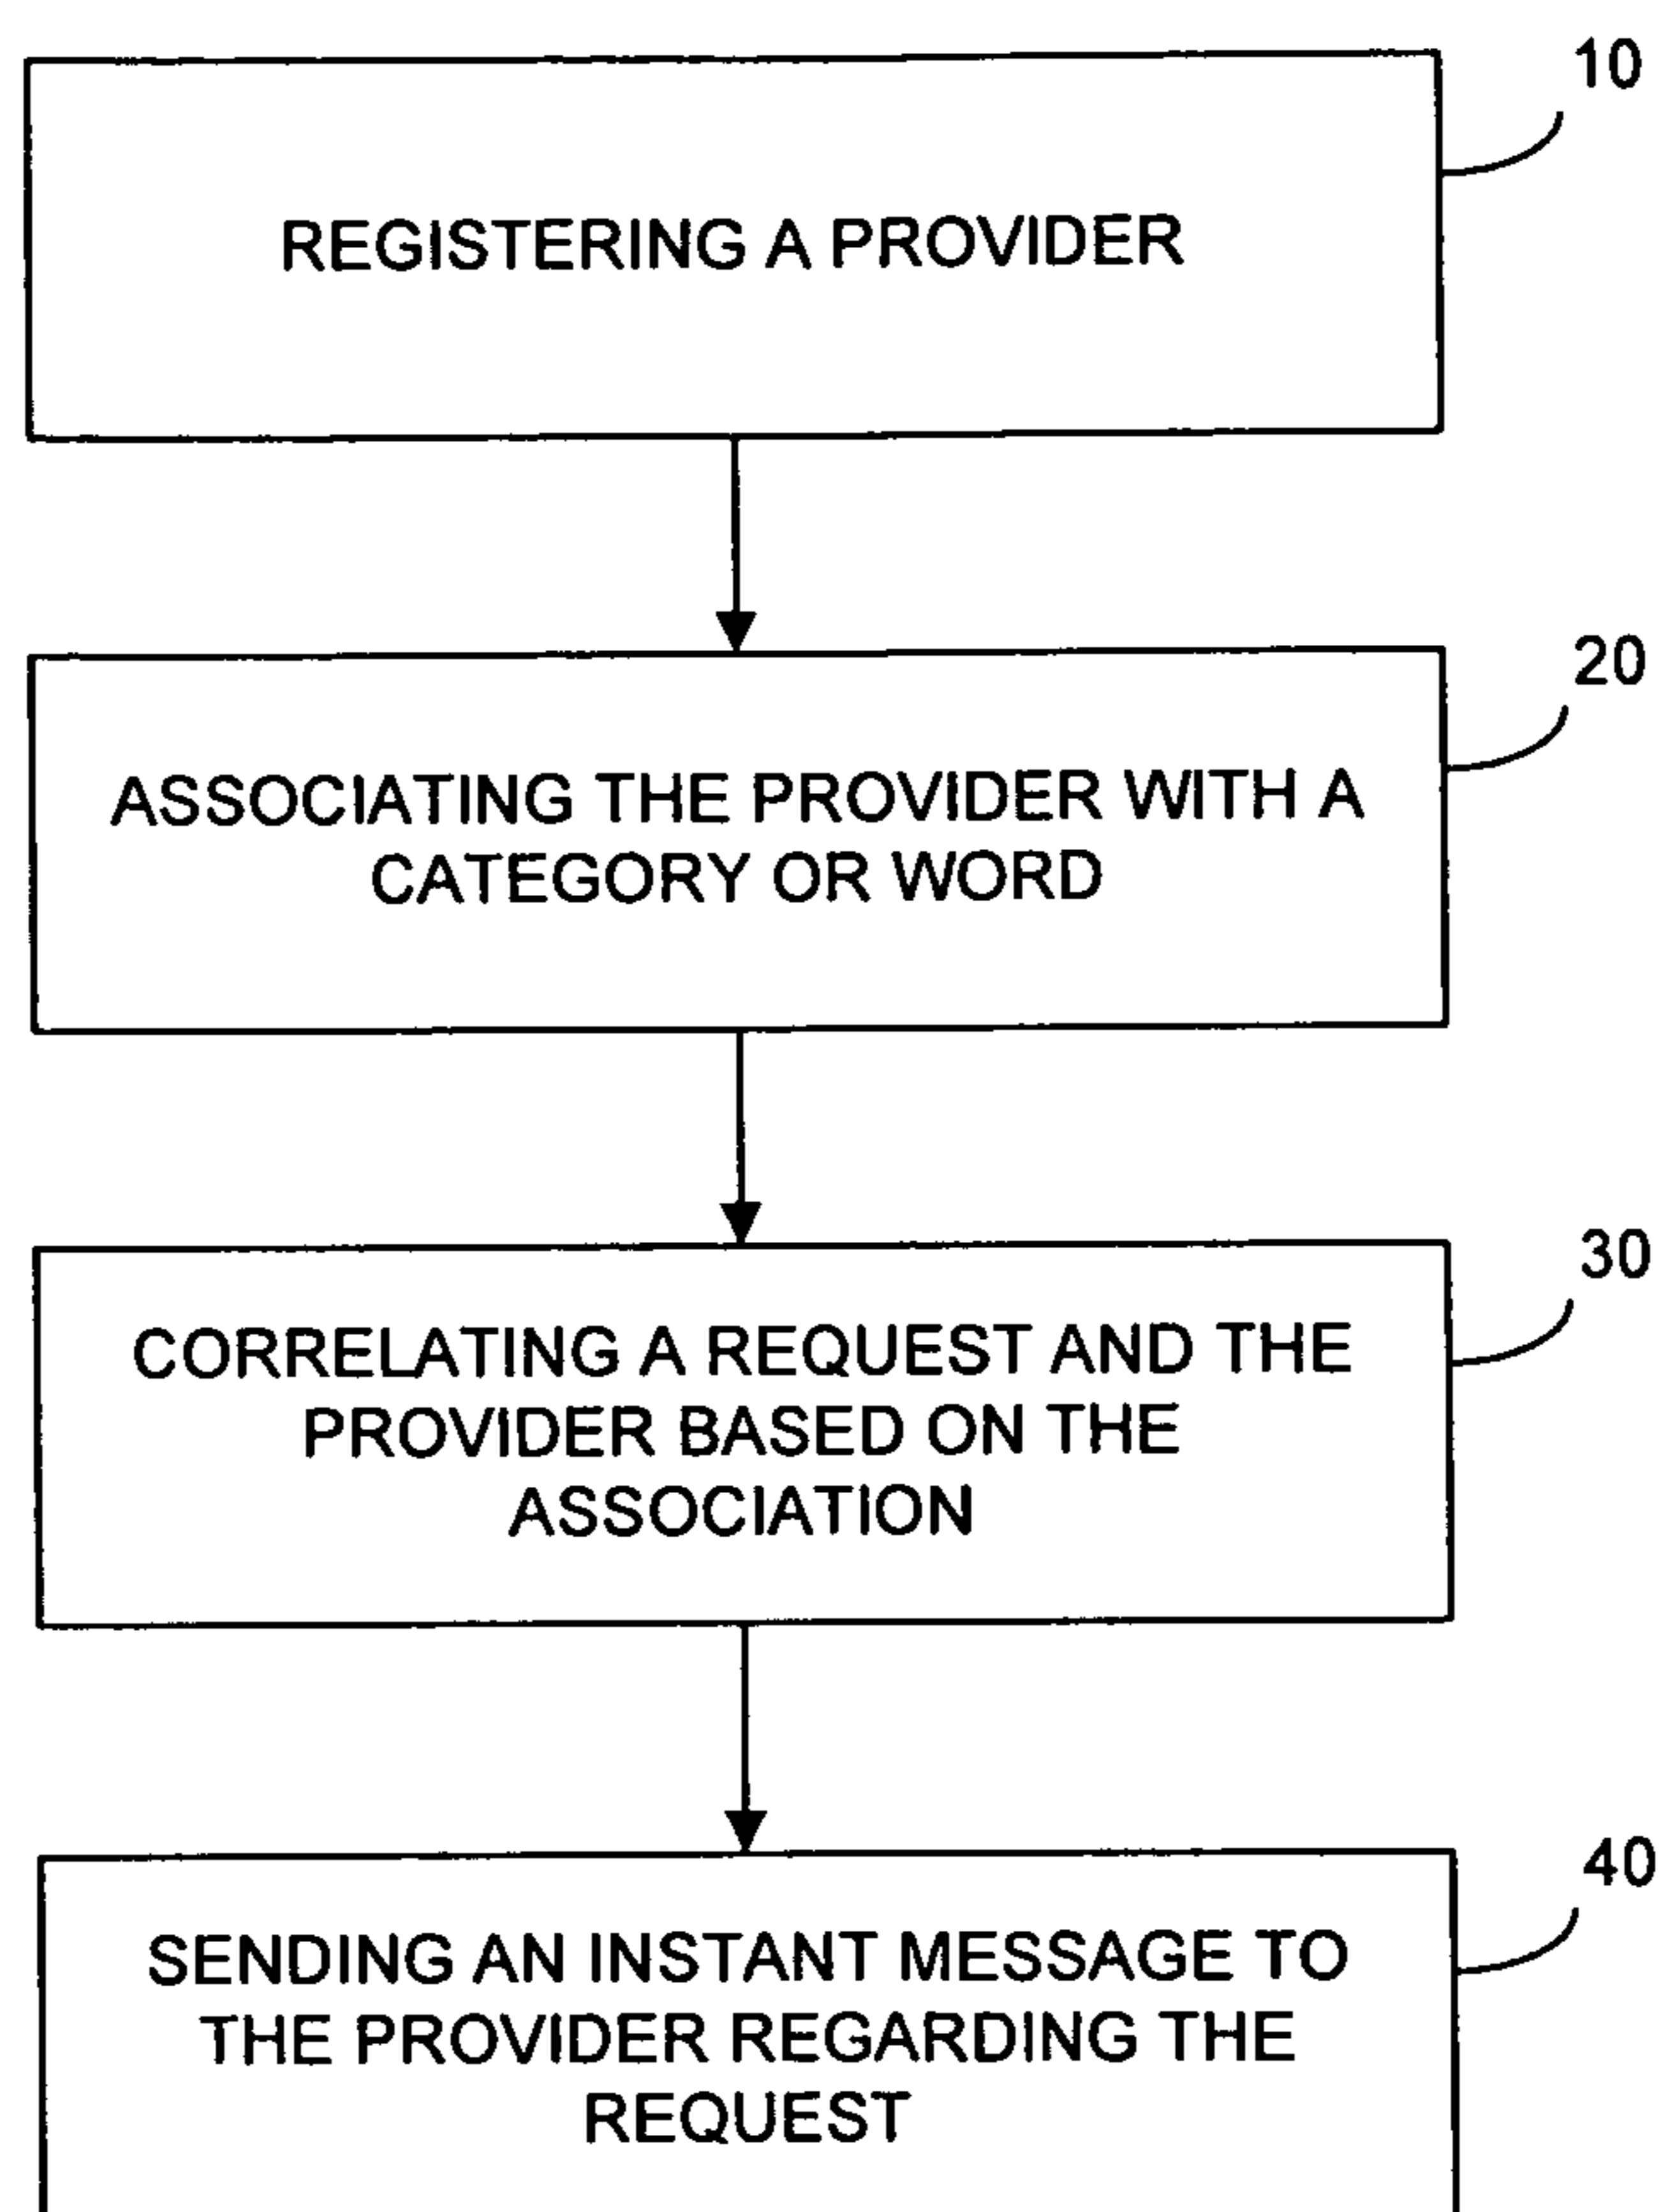 10
REGISTERING A PROVIDER
20
ASSOCIATING THE PROVIDER WITH A
CATEGORY OR WORD
30
CORRELATING A REQUEST AND THE
PROVIDER BASED ON THE
ASSOCIATION
40
SENDING AN INSTANT MESSAGE TO
THE PROVIDER REGARDING THE
REQUEST